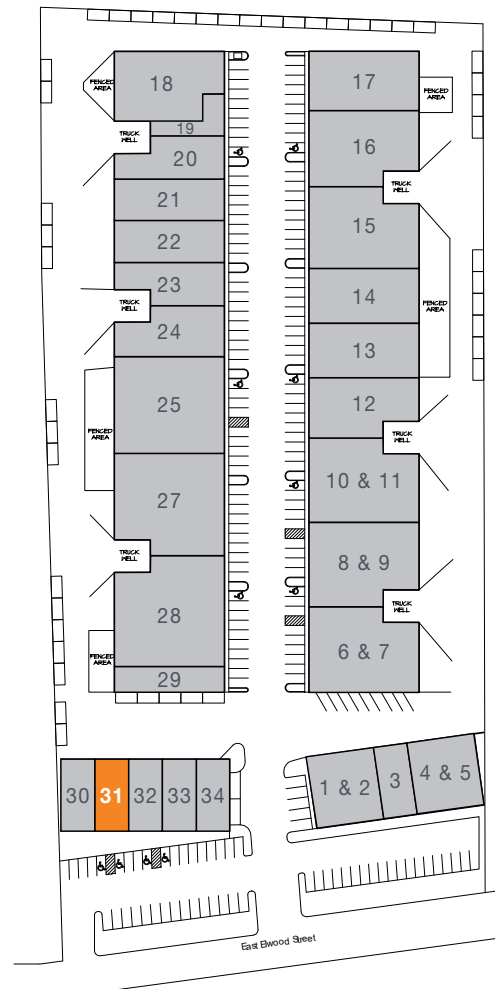 18
FENCED
AREA
19
TRUCK
WELL
20
21
22
23
TRUCK
WELL
24
25
FENCED
AREA
27
TRUCK
WELL
28
FENCED
AREA
29
17
FENCED
AREA
16
TRUCK
WELL
15
14
FENCED
AREA
13
12
TRUCK
WELL
10 & 11
8 & 9
TRUCK
WELL
6 & 7
30
31
32
33
34
1 & 2
3
4 & 5
East Elwood Street